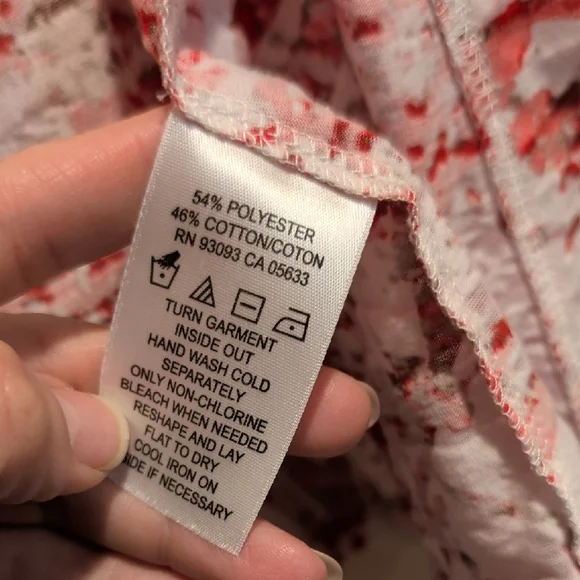 54% POLYESTER
46% COTTON/COTON
RN 93093 CA 05633
TURN GARMENT
INSIDE OUT
HAND WASH COLD
SEPARATELY
ONLY NON-CHLORINE
BLEACH WHEN NEEDED
RESHAPE AND LAY
FLAT TO DRY
COOL IRON ON
IF NECESSARY